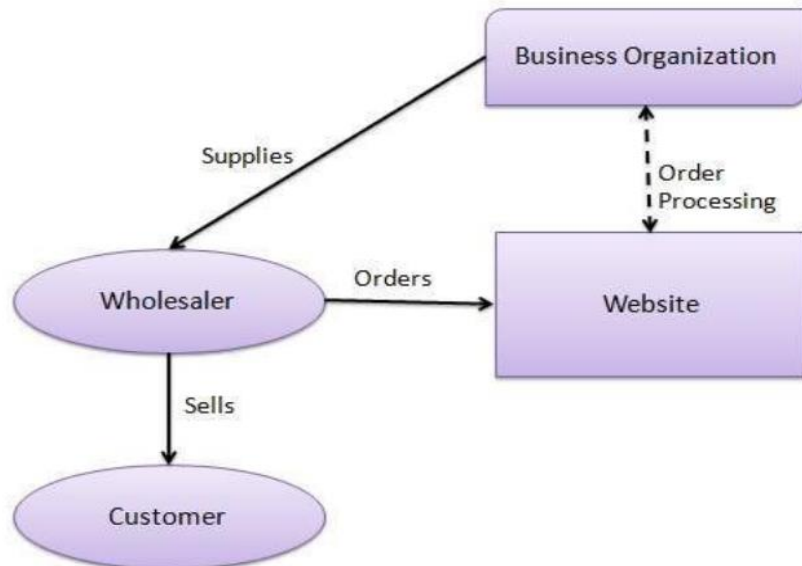 Business Organization
Supplies
Order
Processing
Wholesaler
Orders
Website
Sells
Customer